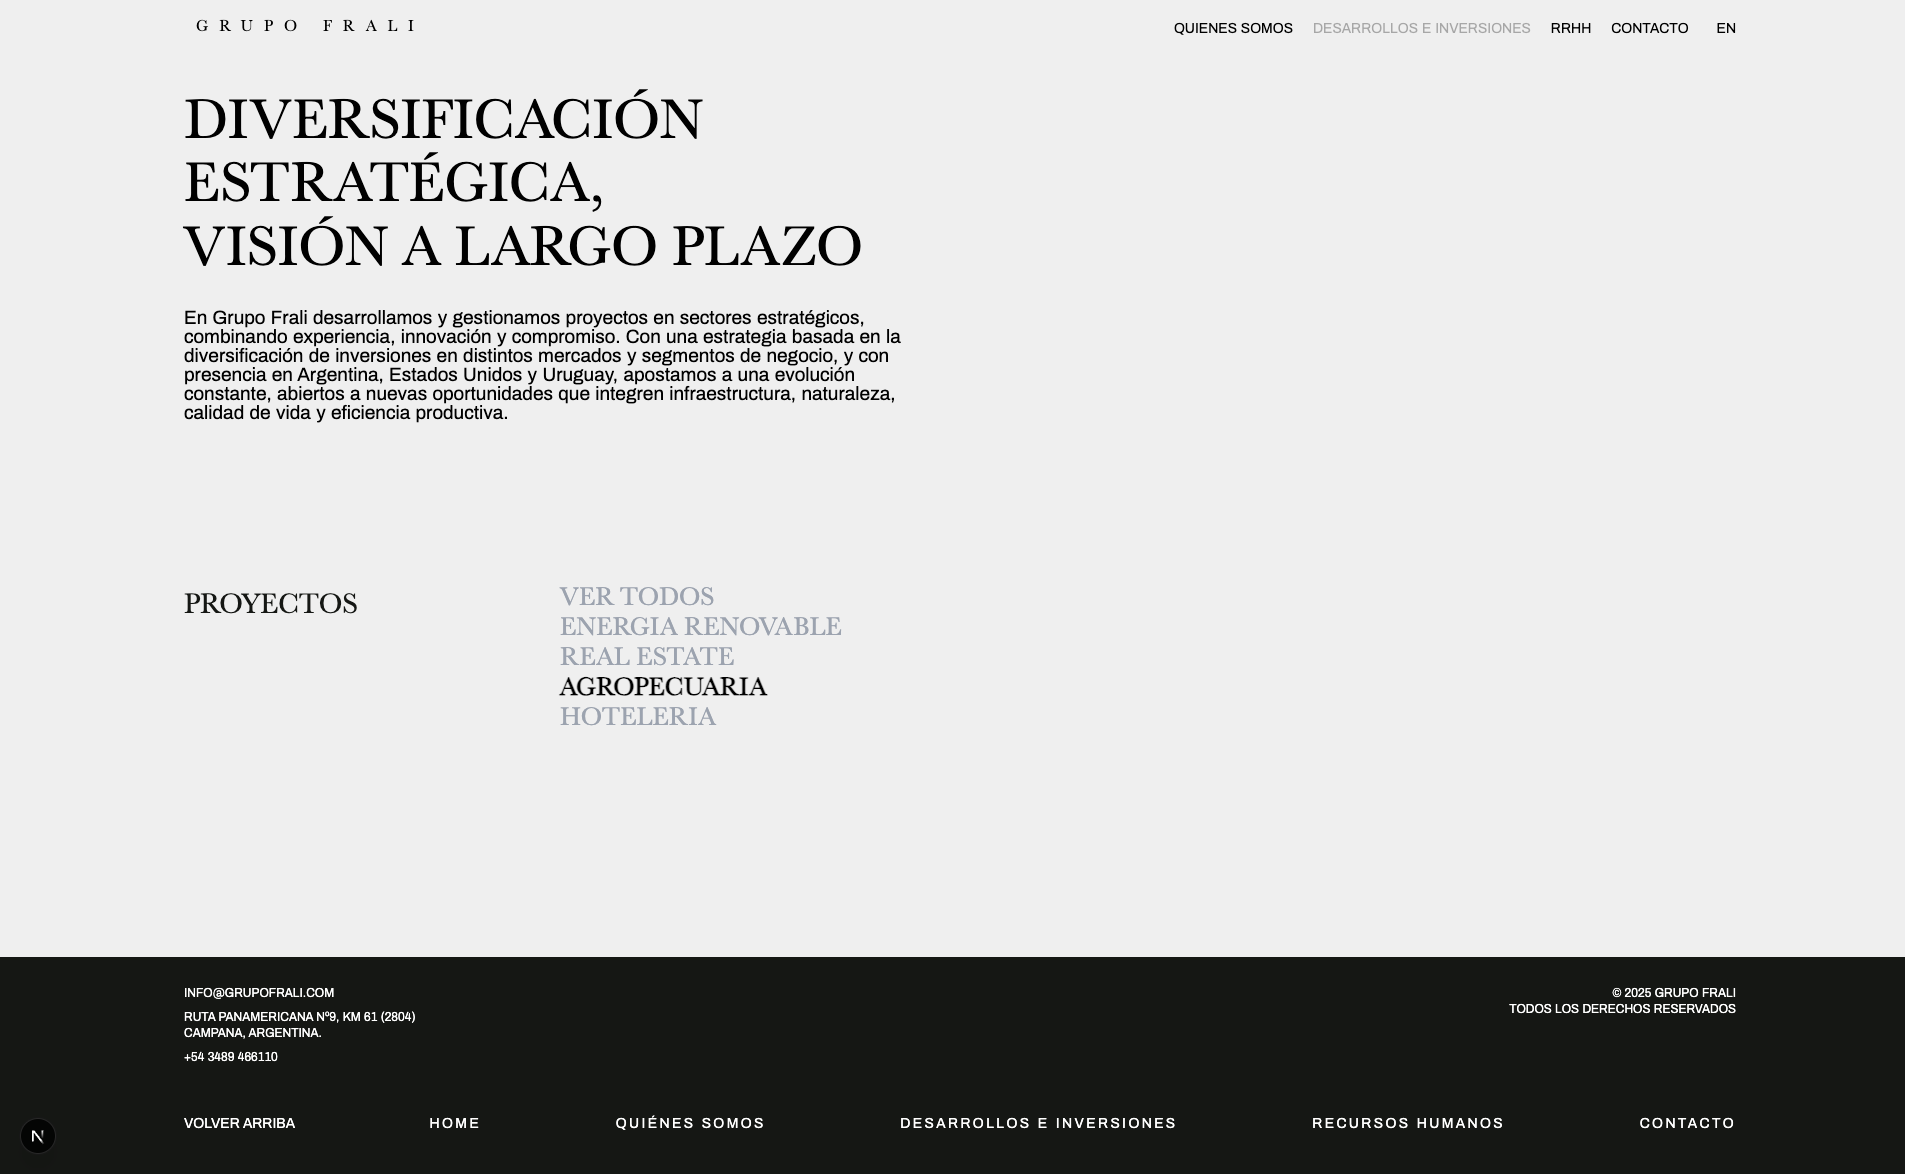 GRUPO FRALI
QUIENES SOMOS DESARROLLOS E INVERSIONES RRHH CONTACTO EN
DIVERSIFICACIÓN
ESTRATÉGICA,
VISIÓN A LARGO PLAZO
En Grupo Frali desarrollamos y gestionamos proyectos en sectores estratégicos,
combinando experiencia, innovación y compromiso. Con una estrategia basada en la
diversificación de inversiones en distintos mercados y segmentos de negocio, y con
presencia en Argentina, Estados Unidos y Uruguay, apostamos a una evolución
constante, abiertos a nuevas oportunidades que integren infraestructura, naturaleza,
calidad de vida y eficiencia productiva.
PROYECTOS
VER TODOS
ENERGIA RENOVABLE
REAL ESTATE
AGROPECUARIA
HOTELERIA
INFO@GRUPOFRALI.COM
RUTA PANAMERICANA Nº9, KM 61 (2804)
CAMPANA, ARGENTINA.
+54 3489 466110
© 2025 GRUPO FRALI
TODOS LOS DERECHOS RESERVADOS
VOLVER ARRIBA HOME QUIÉNES SOMOS DESARROLLOS E INVERSIONES RECURSOS HUMANOS CONTACTO
N